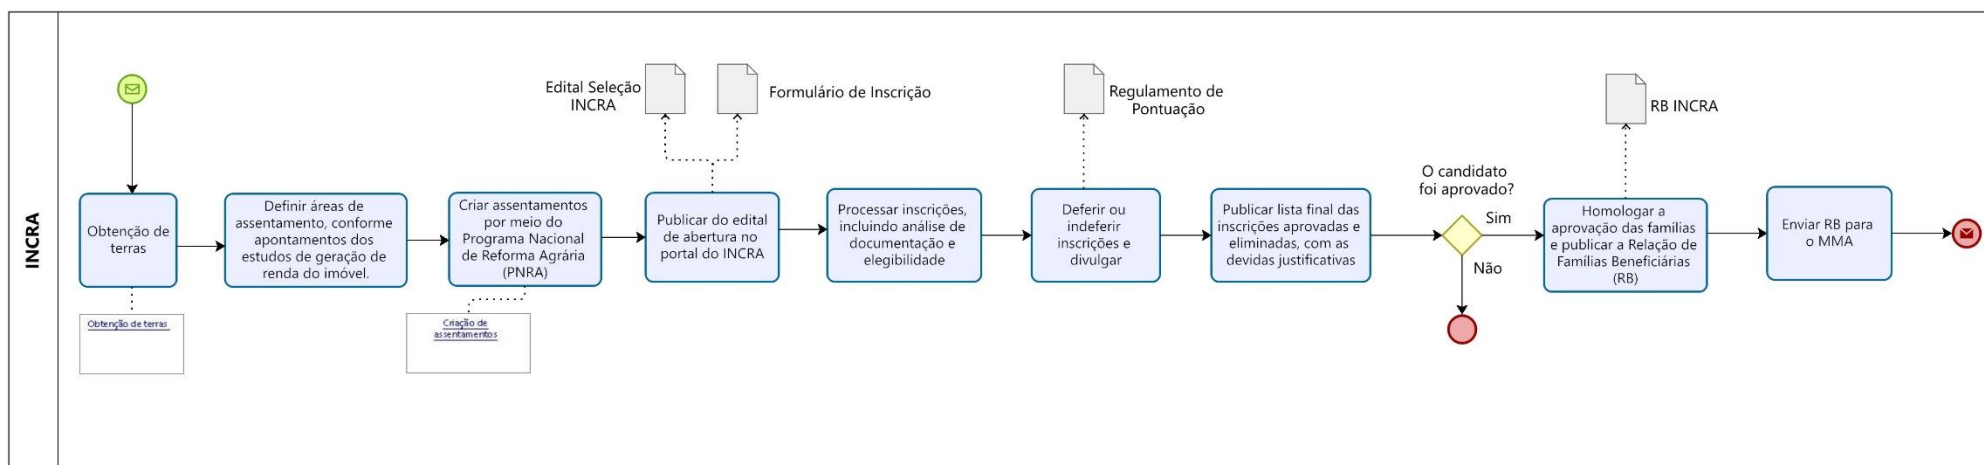 INCRA
Obtenção de
terras
Obtenção de terras
Definir áreas de
assentamento, conforme
apontamentos dos
estudos de geração de
renda do imóvel.
Criar assentamentos
por meio do
Programa Nacional
de Reforma Agrária
(PNRA)
Criação de
assentamentos
Edital Seleção
INCRA
Formulário de Inscrição
Publicar do edital
de abertura no
portal do INCRA
Processar inscrições,
incluindo análise de
documentação e
elegibilidade
Regulamento de
Pontuação
Deferir ou
indeferir
inscrições e
divulgar
Publicar lista final das
inscrições aprovadas e
eliminadas, com as
devidas justificativas
O candidato
foi aprovado?
Sim
Não
RB INCRA
Homologar a
aprovação das famílias
e publicar a Relação de
Famílias Beneficiárias
(RB)
Enviar RB para
o MMA